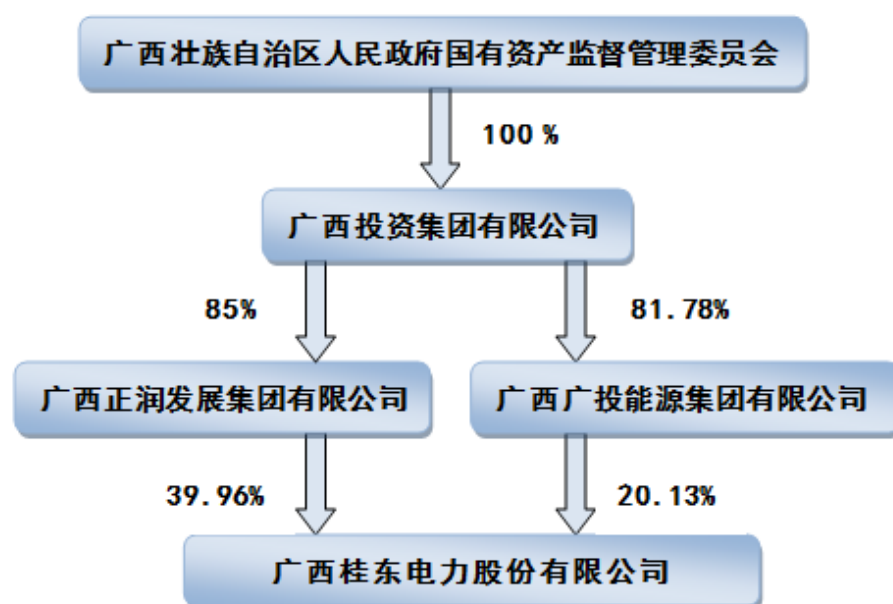 广西壮族自治区人民政府国有资产监督管理委员会
100 %
广西投资集团有限公司
85%
81.78%
广西正润发展集团有限公司
广西广投能源集团有限公司
39.96%
20.13%
广西桂东电力股份有限公司